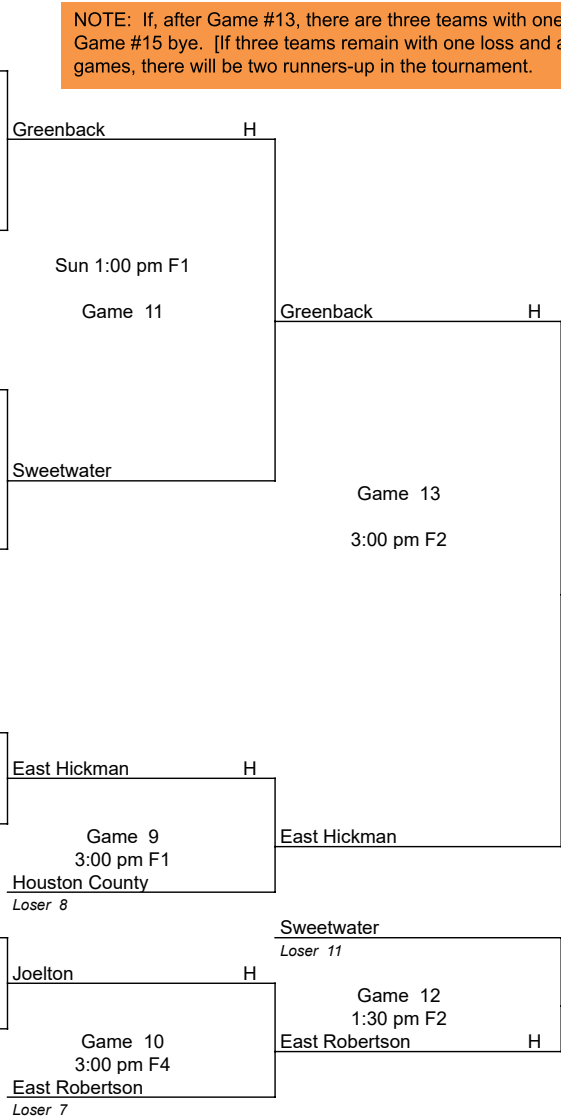 NOTE: If, after Game #13, there are three teams with one
Game #15 bye. [If three teams remain with one loss and
games, there will be two runners-up in the tournament.
Greenback H
Sun 1:00 pm F1
Game 11
Greenback H
Sweetwater
Game 13
3:00 pm F2
East Hickman H
Game 9
3:00 pm F1
East Hickman
Houston County
Loser 8
Sweetwater
Loser 11
Joelton H
Game 12
1:30 pm F2
Game 10
East Robertson H
3:00 pm F4
East Robertson
Loser 7